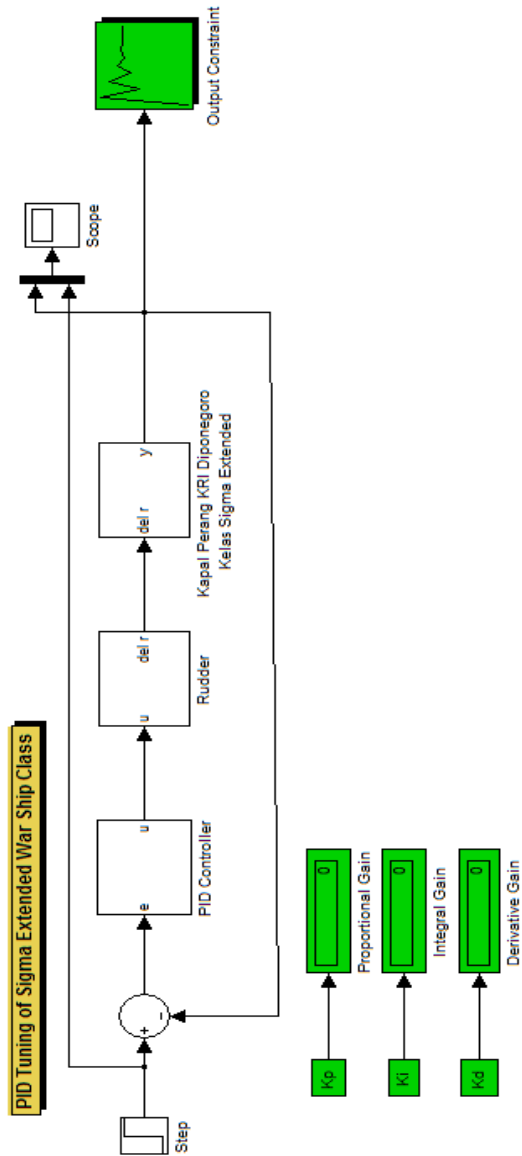 PID Tuning of Sigma Extended War Ship Class
Step
+
-
e
u
PID Controller
u
del r
Rudder
del r
y
Kapal Perang KRI Diponegoro
Kelas Sigma Extended
Scope
Output Constraint
Kp
0
Proportional Gain
Ki
0
Integral Gain
Kd
0
Derivative Gain